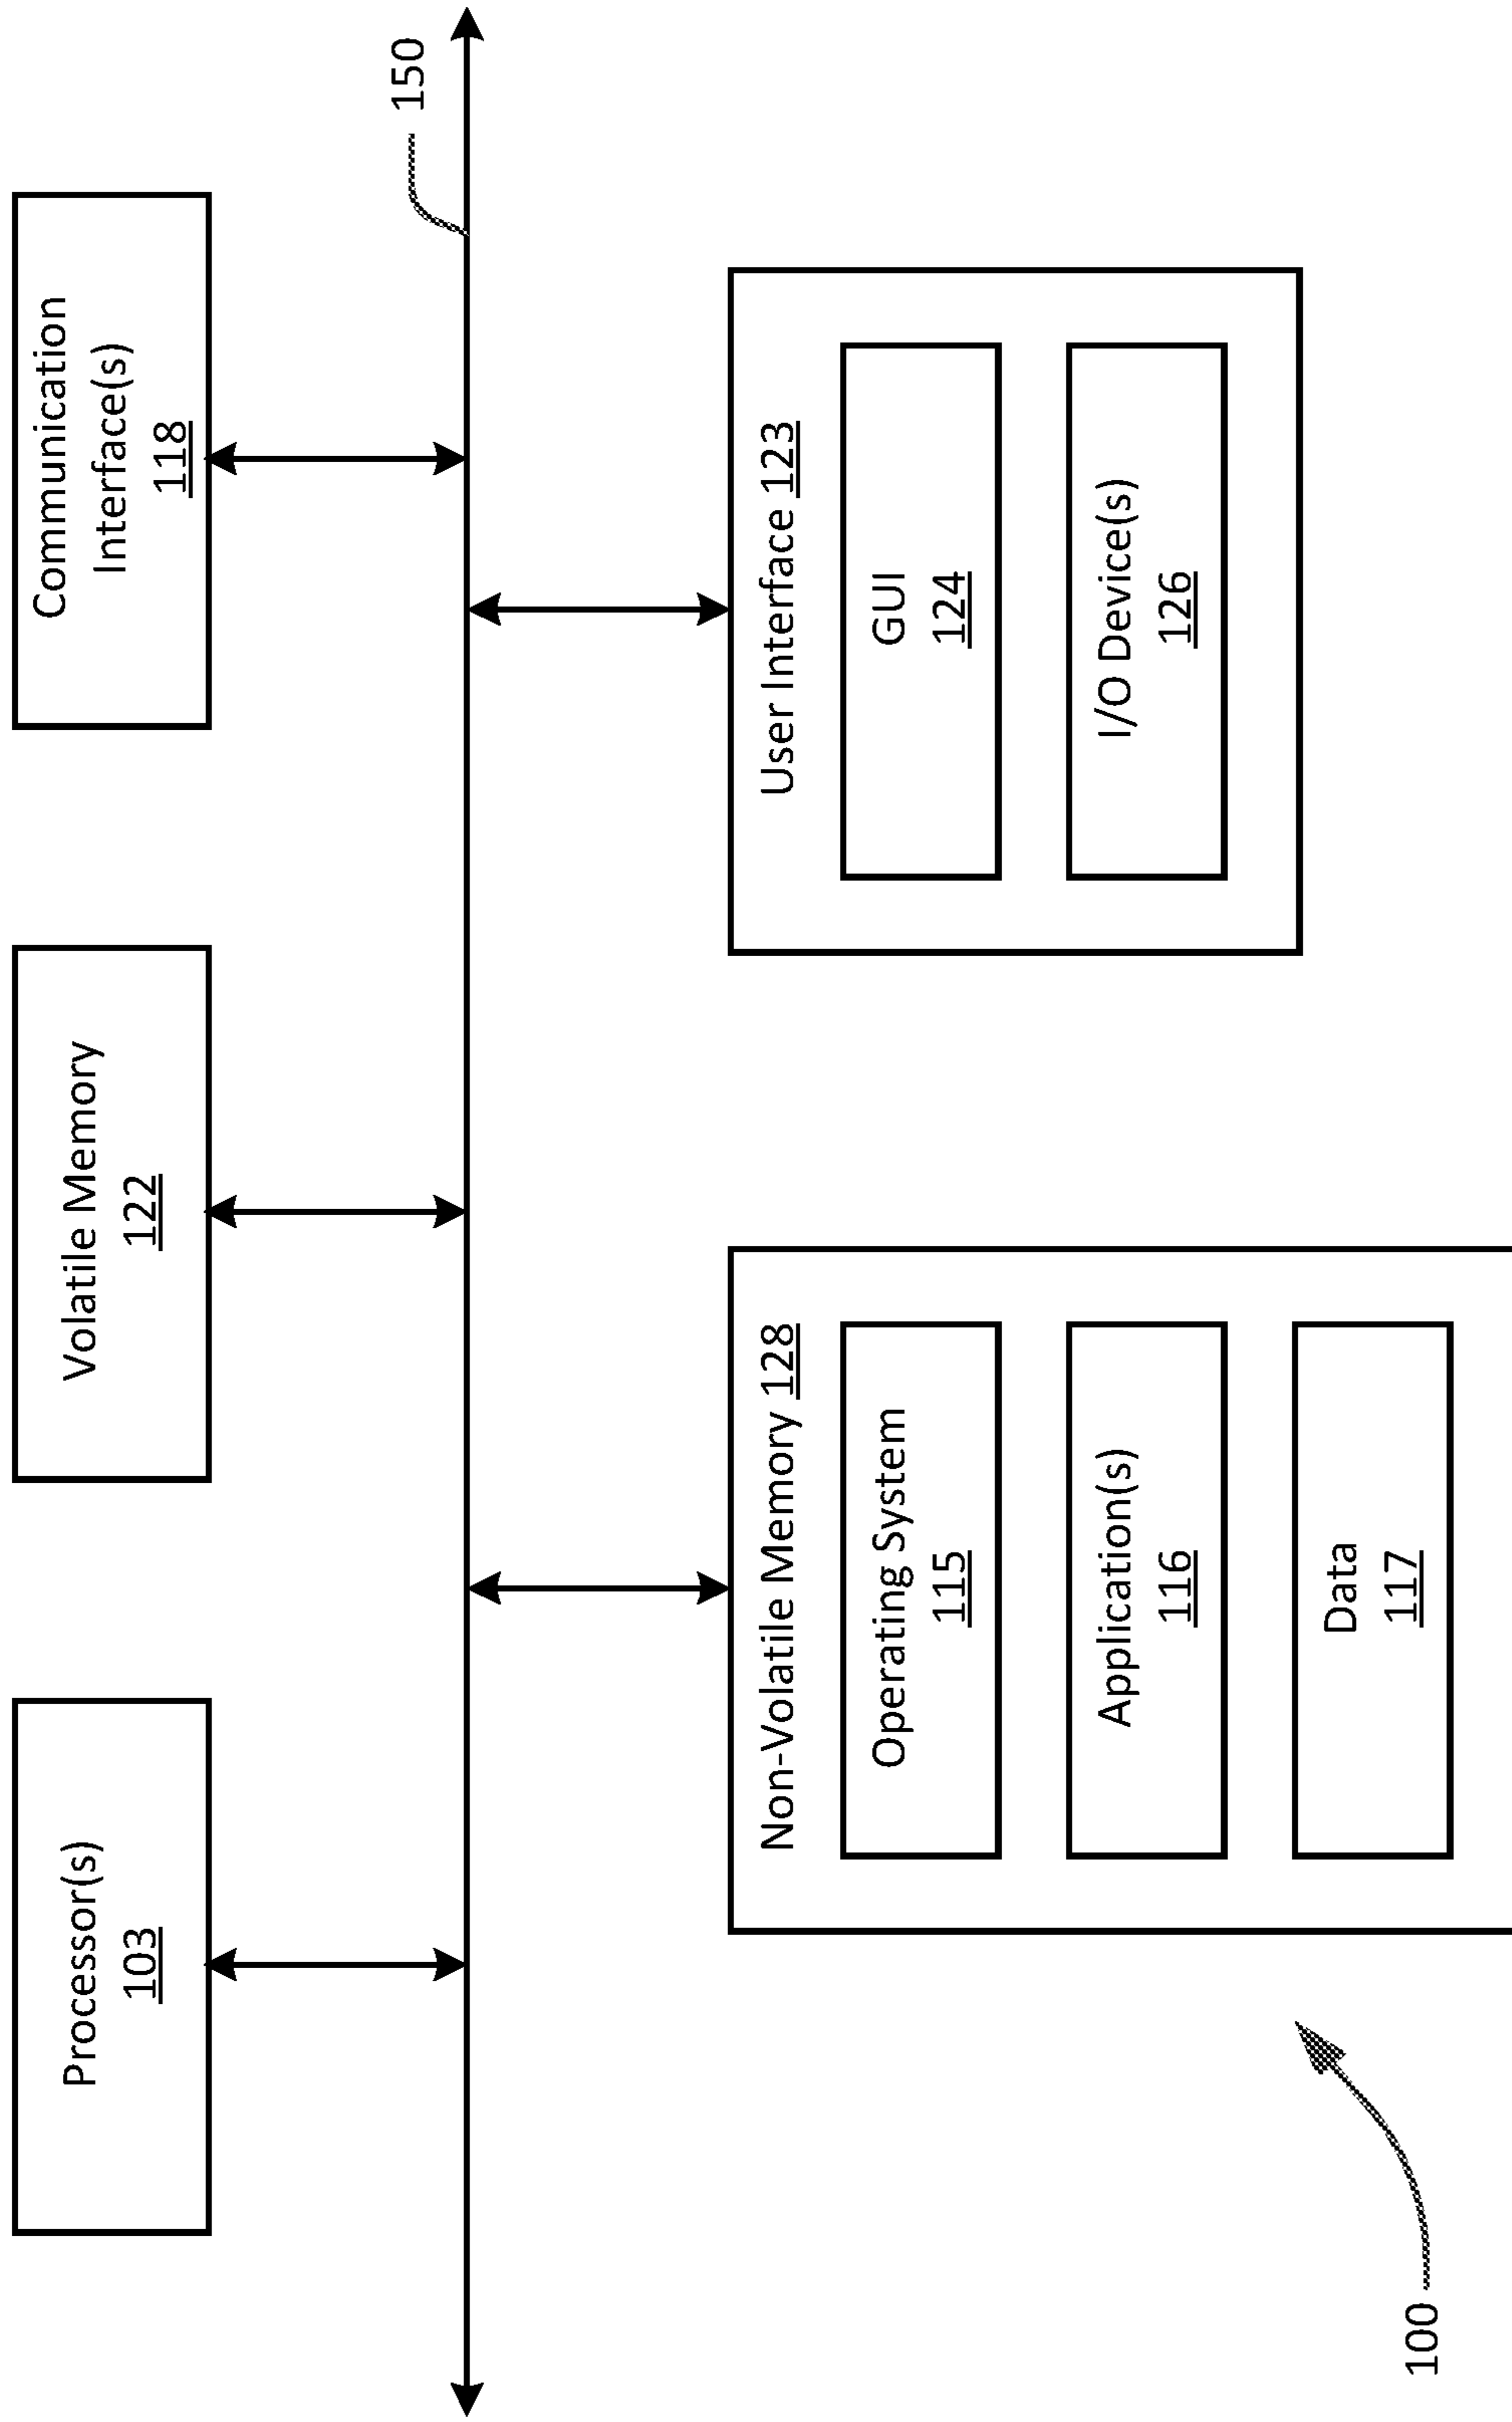 Processor(s)
103
Volatile Memory
122
Communication
Interface(s)
118
150
Non-Volatile Memory 128
Operating System
115
Application(s)
116
Data
117
User Interface 123
GUI
124
I/O Device(s)
126
100